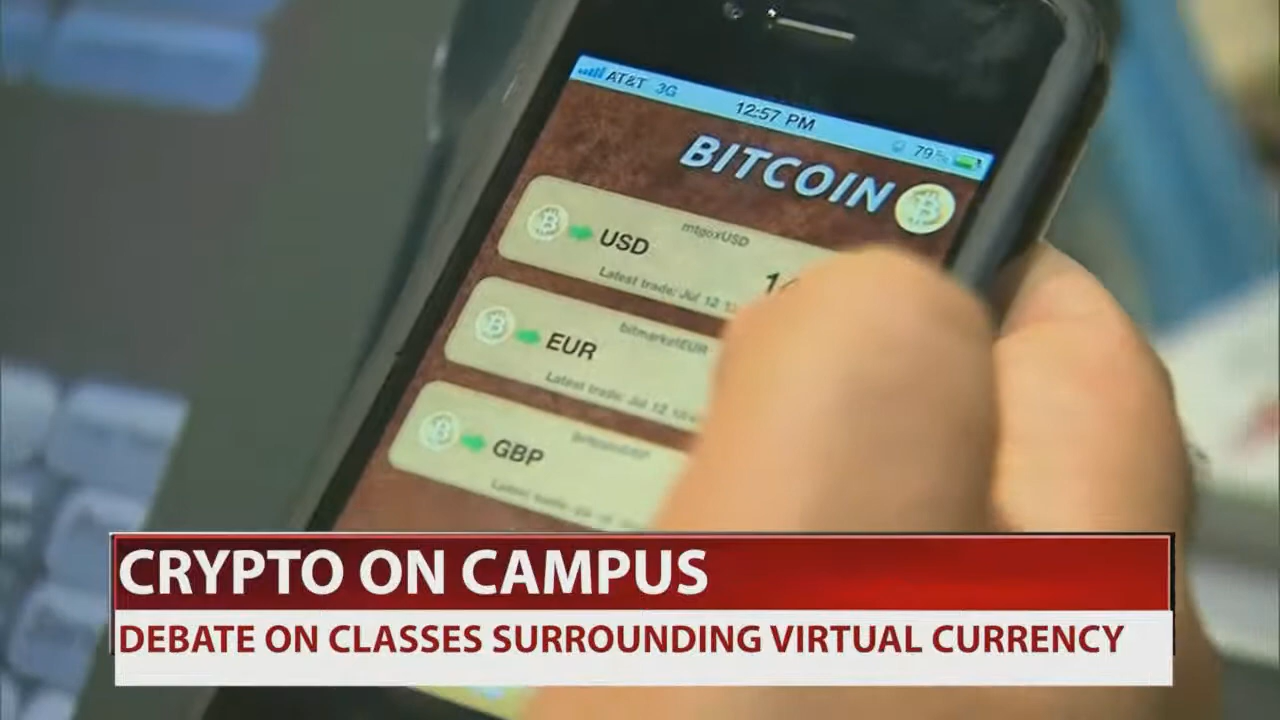 AT&T 3G 12:57 PM 79%
BITCOIN
mtgoxUSD
USD
Latest trade: Jul 12
bitmarketEUR
EUR
Latest trade: Jul 12
GBP
CRYPTO ON CAMPUS
DEBATE ON CLASSES SURROUNDING VIRTUAL CURRENCY